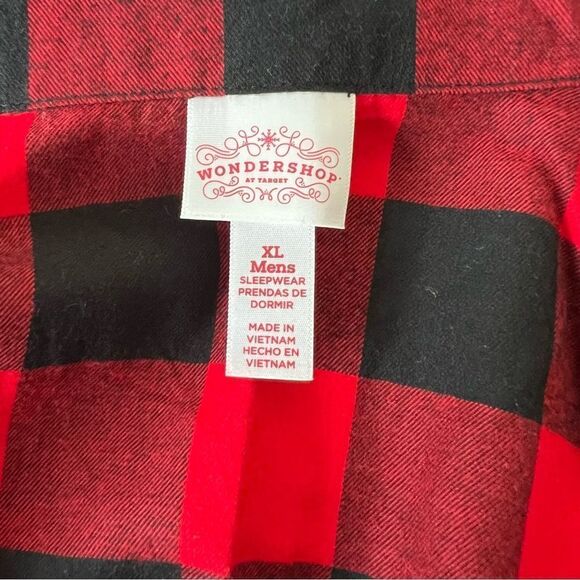 WONDERSHOP
AT TARGET
XL
Mens
SLEEPWEAR
PRENDAS DE
DORMIR
MADE IN
VIETNAM
HECHO EN
VIETNAM